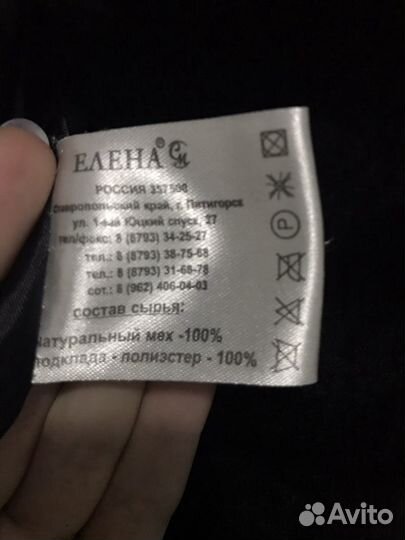 ЕЛЕНА® СМ
РОССИЯ 357500
Ставропольский край, г. Пятигорск
ул. 1-ый Юцкий спуск, 27
тел/факс: 8 (8793) 34-25-27
тел.: 8 (8793) 38-75-68
тел.: 8 (8793) 31-68-78
сот.: 8 (962) 406-04-03
состав сырья:
Натуральный мех -100%
подклада - полиэстер - 100%
P
Avito